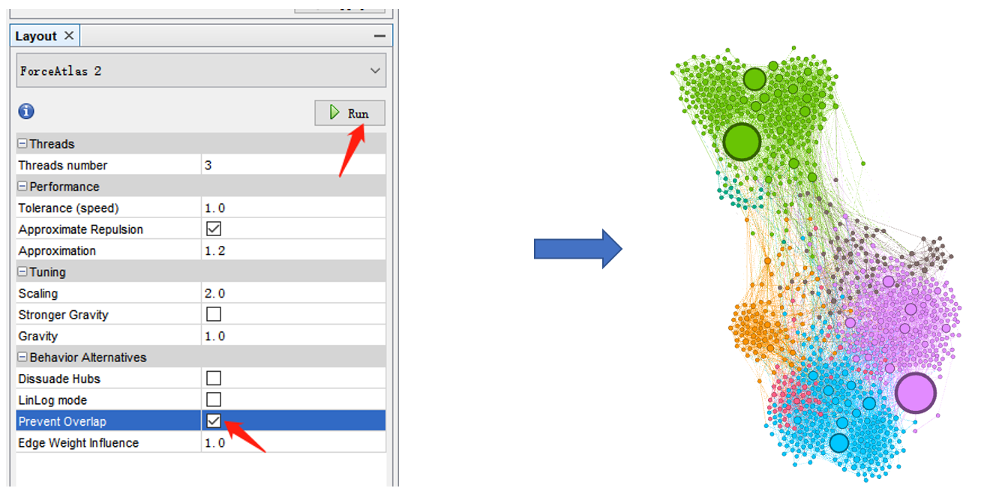 Layout
ForceAtlas 2
Run
Threads
Threads number 3
Performance
Tolerance (speed) 1.0
Approximate Repulsion
Approximation 1.2
Tuning
Scaling 2.0
Stronger Gravity
Gravity 1.0
Behavior Alternatives
Dissuade Hubs
LinLog mode
Prevent Overlap
Edge Weight Influence 1.0